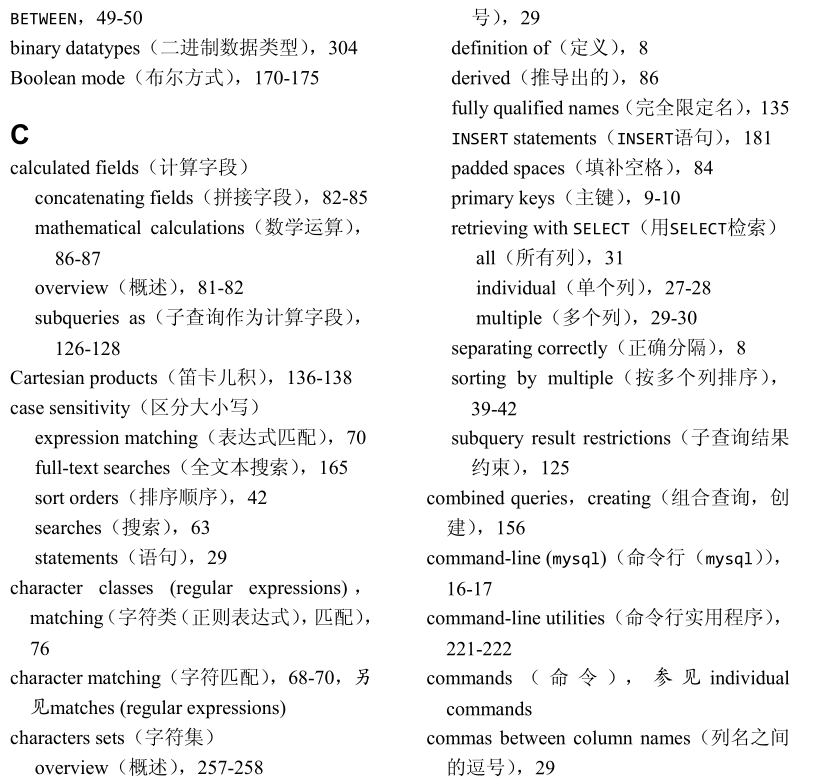 BETWEEN，49-50
binary datatypes（二进制数据类型），304
Boolean mode（布尔方式），170-175
C
calculated fields（计算字段）
concatenating fields（拼接字段），82-85
mathematical calculations（数学运算），
86-87
overview（概述），81-82
subqueries as（子查询作为计算字段），
126-128
Cartesian products（笛卡儿积），136-138
case sensitivity（区分大小写）
expression matching（表达式匹配），70
full-text searches（全文本搜索），165
sort orders（排序顺序），42
searches（搜索），63
statements（语句），29
character classes (regular expressions)，
matching（字符类（正则表达式），匹配），
76
character matching（字符匹配），68-70，另
见matches (regular expressions)
characters sets（字符集）
overview（概述），257-258
号），29
definition of（定义），8
derived（推导出的），86
fully qualified names（完全限定名），135
INSERT statements（INSERT语句），181
padded spaces（填补空格），84
primary keys（主键），9-10
retrieving with SELECT（用SELECT检索）
all（所有列），31
individual（单个列），27-28
multiple（多个列），29-30
separating correctly（正确分隔），8
sorting by multiple（按多个列排序），
39-42
subquery result restrictions（子查询结果
约束），125
combined queries，creating（组合查询，创
建），156
command-line (mysql)（命令行（mysql）），
16-17
command-line utilities（命令行实用程序），
221-222
commands（命令），参见individual
commands
commas between column names（列名之间
的逗号），29